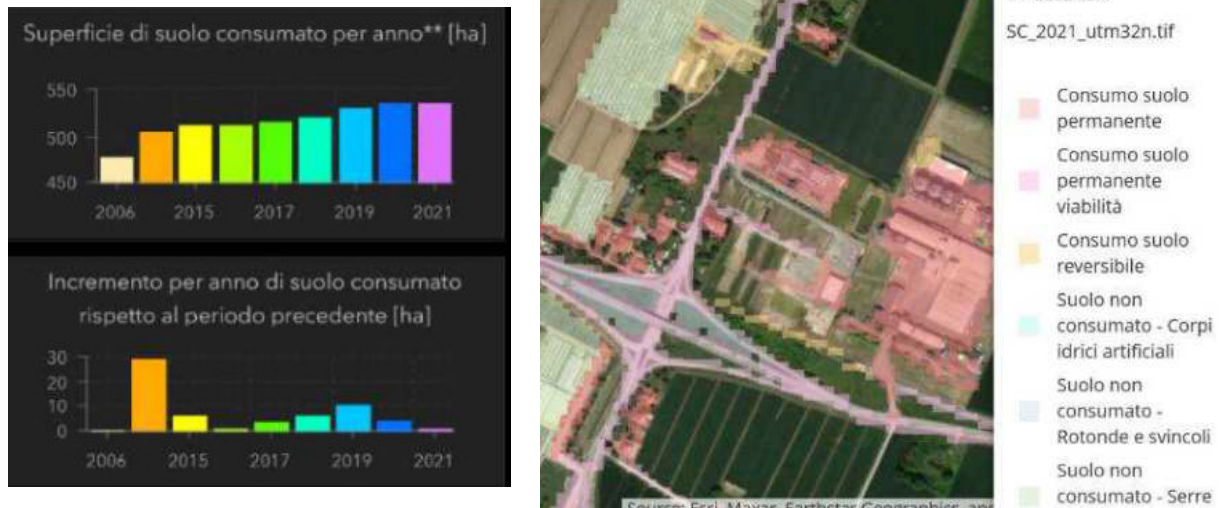 Superficie di suolo consumato per anno** [ha]
550
500
450
2006
2015
2017
2019
2021
Incremento per anno di suolo consumato
rispetto al periodo precedente [ha]
30
20
10
0
2006
2015
2017
2019
2021
SC_2021_utm32n.tif
Consumo suolo
permanente
Consumo suolo
permanente
viabilità
Consumo suolo
reversibile
Suolo non
consumato - Corpi
idrici artificiali
Suolo non
consumato -
Rotonde e svincoli
Suolo non
consumato - Serre
Source: Esri, Maxar, Earthstar Geographics, and